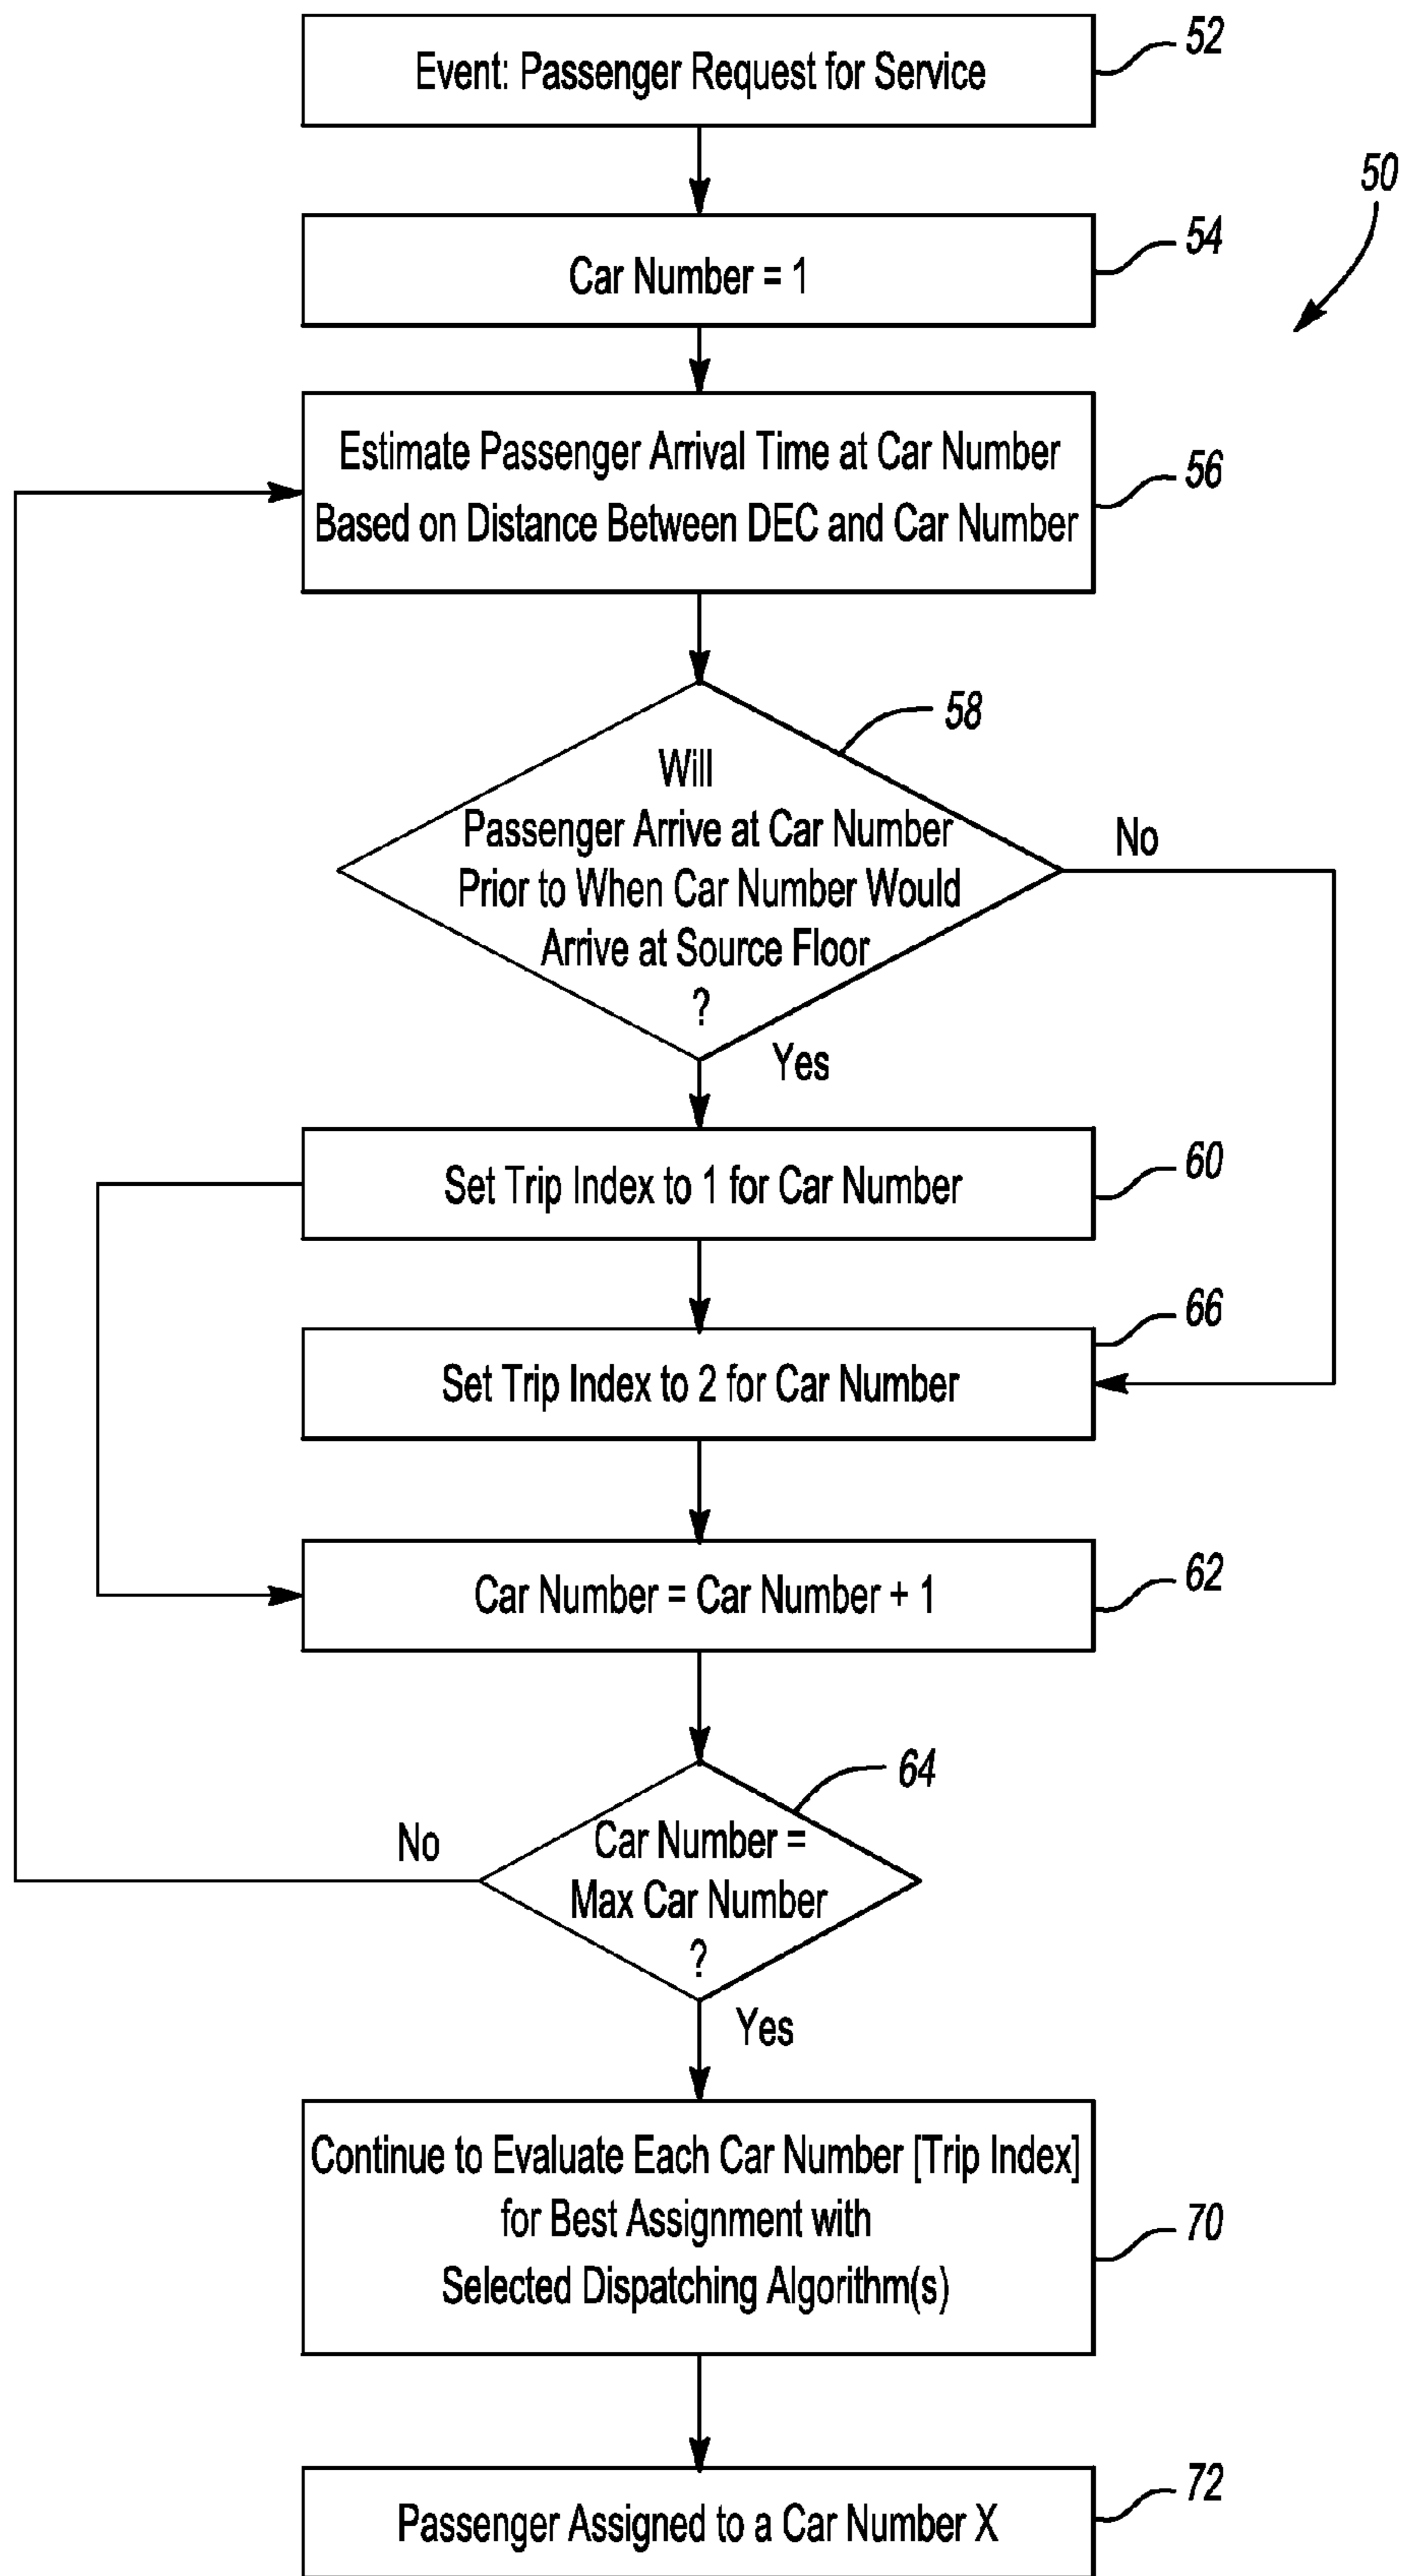 Event: Passenger Request for Service
52
50
Car Number = 1
54
Estimate Passenger Arrival Time at Car Number
Based on Distance Between DEC and Car Number
56
58
Will
Passenger Arrive at Car Number
Prior to When Car Number Would
Arrive at Source Floor
?
No
Yes
Set Trip Index to 1 for Car Number
60
Set Trip Index to 2 for Car Number
66
Car Number = Car Number + 1
62
64
Car Number =
Max Car Number
?
No
Yes
Continue to Evaluate Each Car Number [Trip Index]
for Best Assignment with
Selected Dispatching Algorithm(s)
70
Passenger Assigned to a Car Number X
72